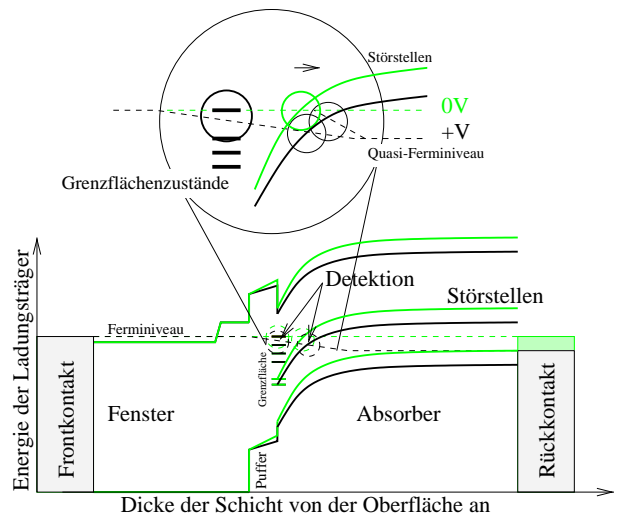 Störstellen
0V
+V
Quasi-Ferminiveau
Grenzflächenzustände
Detektion
Störstellen
Ferminiveau
Grenzfläche
Fenster
Absorber
Puffer
Frontkontakt
Rückkontakt
Energie der Ladungsträger
Dicke der Schicht von der Oberfläche an